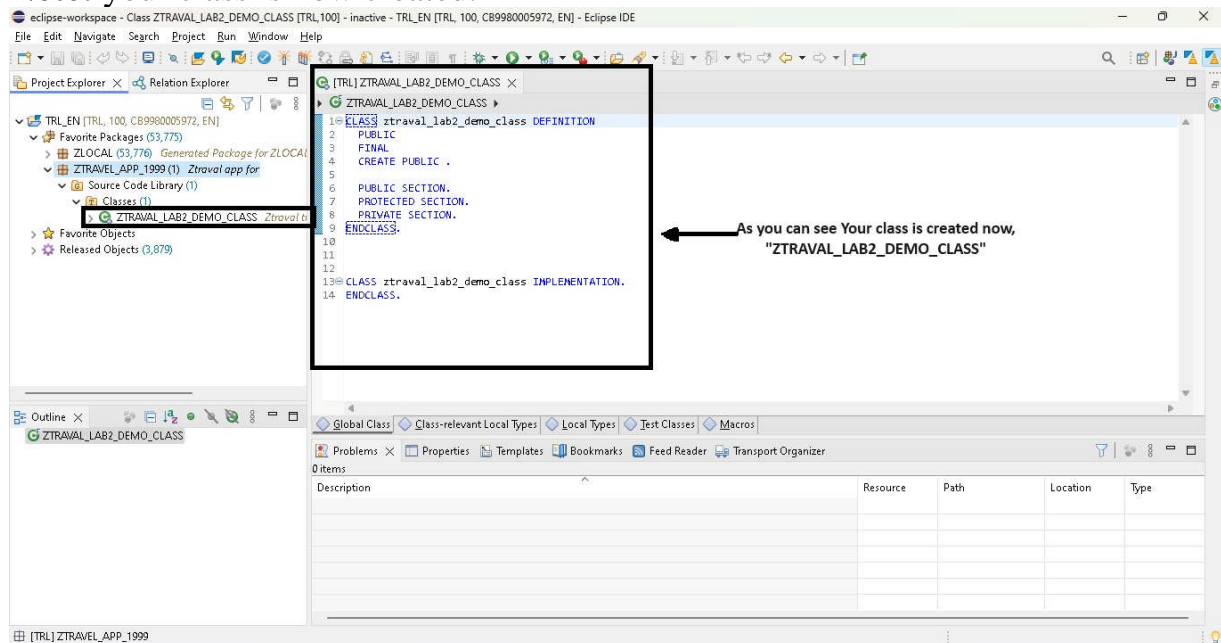 eclipse-workspace - Class ZTRAVAL_LAB2_DEMO_CLASS [TRL,100] - inactive - TRL_EN [TRL, 100, CB9980005972, EN] - Eclipse IDE
File Edit Navigate Search Project Run Window Help
Project Explorer Relation Explorer
TRL_EN [TRL, 100, CB9980005972, EN]
Favorite Packages (53,775)
ZLOCAL (53,776) Generated Package for ZLOCAL
ZTRAVEL_APP_1999 (1) Ztraval app for
Source Code Library (1)
Classes (1)
ZTRAVAL_LAB2_DEMO_CLASS Ztraval
Favorite Objects
Released Objects (3,879)
[TRL] ZTRAVAL_LAB2_DEMO_CLASS
ZTRAVAL_LAB2_DEMO_CLASS
1 CLASS ztraval_lab2_demo_class DEFINITION
2 PUBLIC
3 FINAL
4 CREATE PUBLIC .
5
6 PUBLIC SECTION.
7 PROTECTED SECTION.
8 PRIVATE SECTION.
9 ENDCLASS.
10
11
12
13 CLASS ztraval_lab2_demo_class IMPLEMENTATION.
14 ENDCLASS.
As you can see Your class is created now,
"ZTRAVAL_LAB2_DEMO_CLASS"
Outline
ZTRAVAL_LAB2_DEMO_CLASS
Global Class Class-relevant Local Types Local Types Test Classes Macros
Problems Properties Templates Bookmarks Feed Reader Transport Organizer
0 items
Description Resource Path Location Type
[TRL] ZTRAVEL_APP_1999